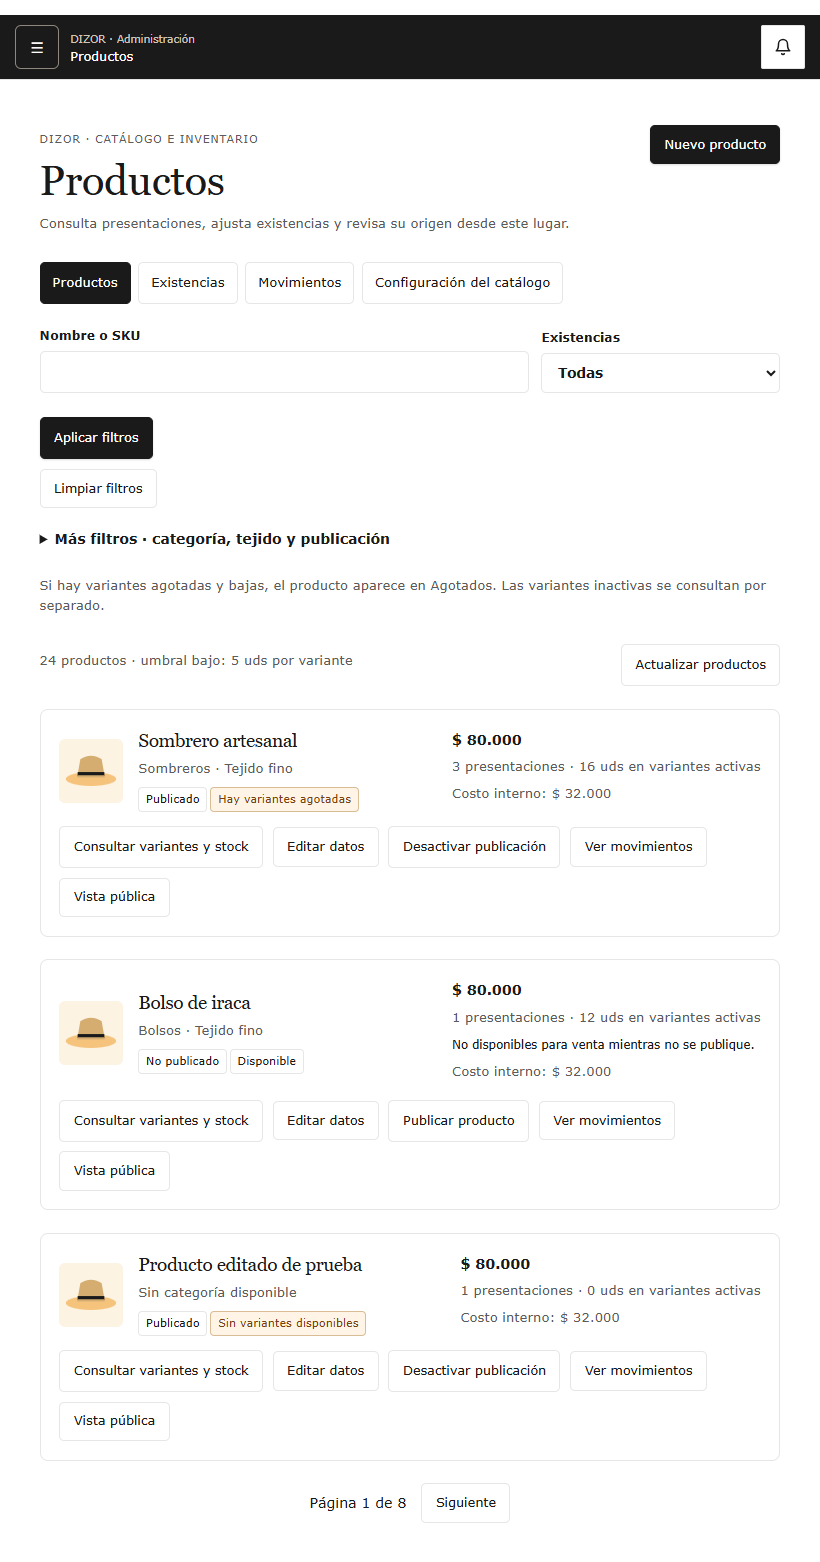 DIZOR · Administración
Productos
DIZOR · CATÁLOGO E INVENTARIO
Nuevo producto
Productos
Consulta presentaciones, ajusta existencias y revisa su origen desde este lugar.
Productos
Existencias
Movimientos
Configuración del catálogo
Nombre o SKU
Existencias
Todas
Aplicar filtros
Limpiar filtros
Más filtros · categoría, tejido y publicación
Si hay variantes agotadas y bajas, el producto aparece en Agotados. Las variantes inactivas se consultan por
separado.
24 productos · umbral bajo: 5 uds por variante
Actualizar productos
Sombrero artesanal
Sombreros · Tejido fino
Publicado
Hay variantes agotadas
$ 80.000
3 presentaciones · 16 uds en variantes activas
Costo interno: $ 32.000
Consultar variantes y stock
Editar datos
Desactivar publicación
Ver movimientos
Vista pública
Bolso de iraca
Bolsos · Tejido fino
No publicado
Disponible
$ 80.000
1 presentaciones · 12 uds en variantes activas
No disponibles para venta mientras no se publique.
Costo interno: $ 32.000
Consultar variantes y stock
Editar datos
Publicar producto
Ver movimientos
Vista pública
Producto editado de prueba
Sin categoría disponible
Publicado
Sin variantes disponibles
$ 80.000
1 presentaciones · 0 uds en variantes activas
Costo interno: $ 32.000
Consultar variantes y stock
Editar datos
Desactivar publicación
Ver movimientos
Vista pública
Página 1 de 8
Siguiente